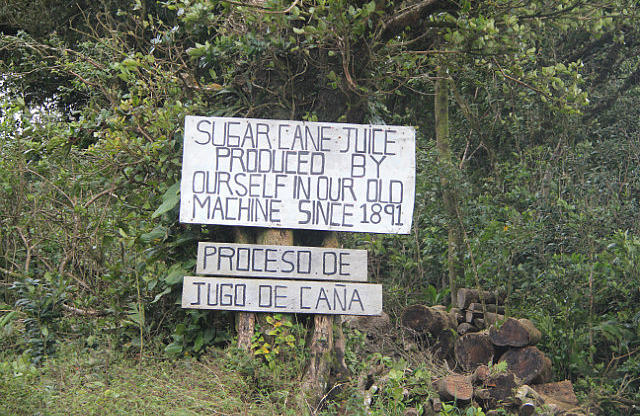 SUGAR CANE JUICE
PRODUCED BY
OURSELF IN OUR OLD
MACHINE SINCE 1891
PROCESO DE
JUGO DE CAÑA